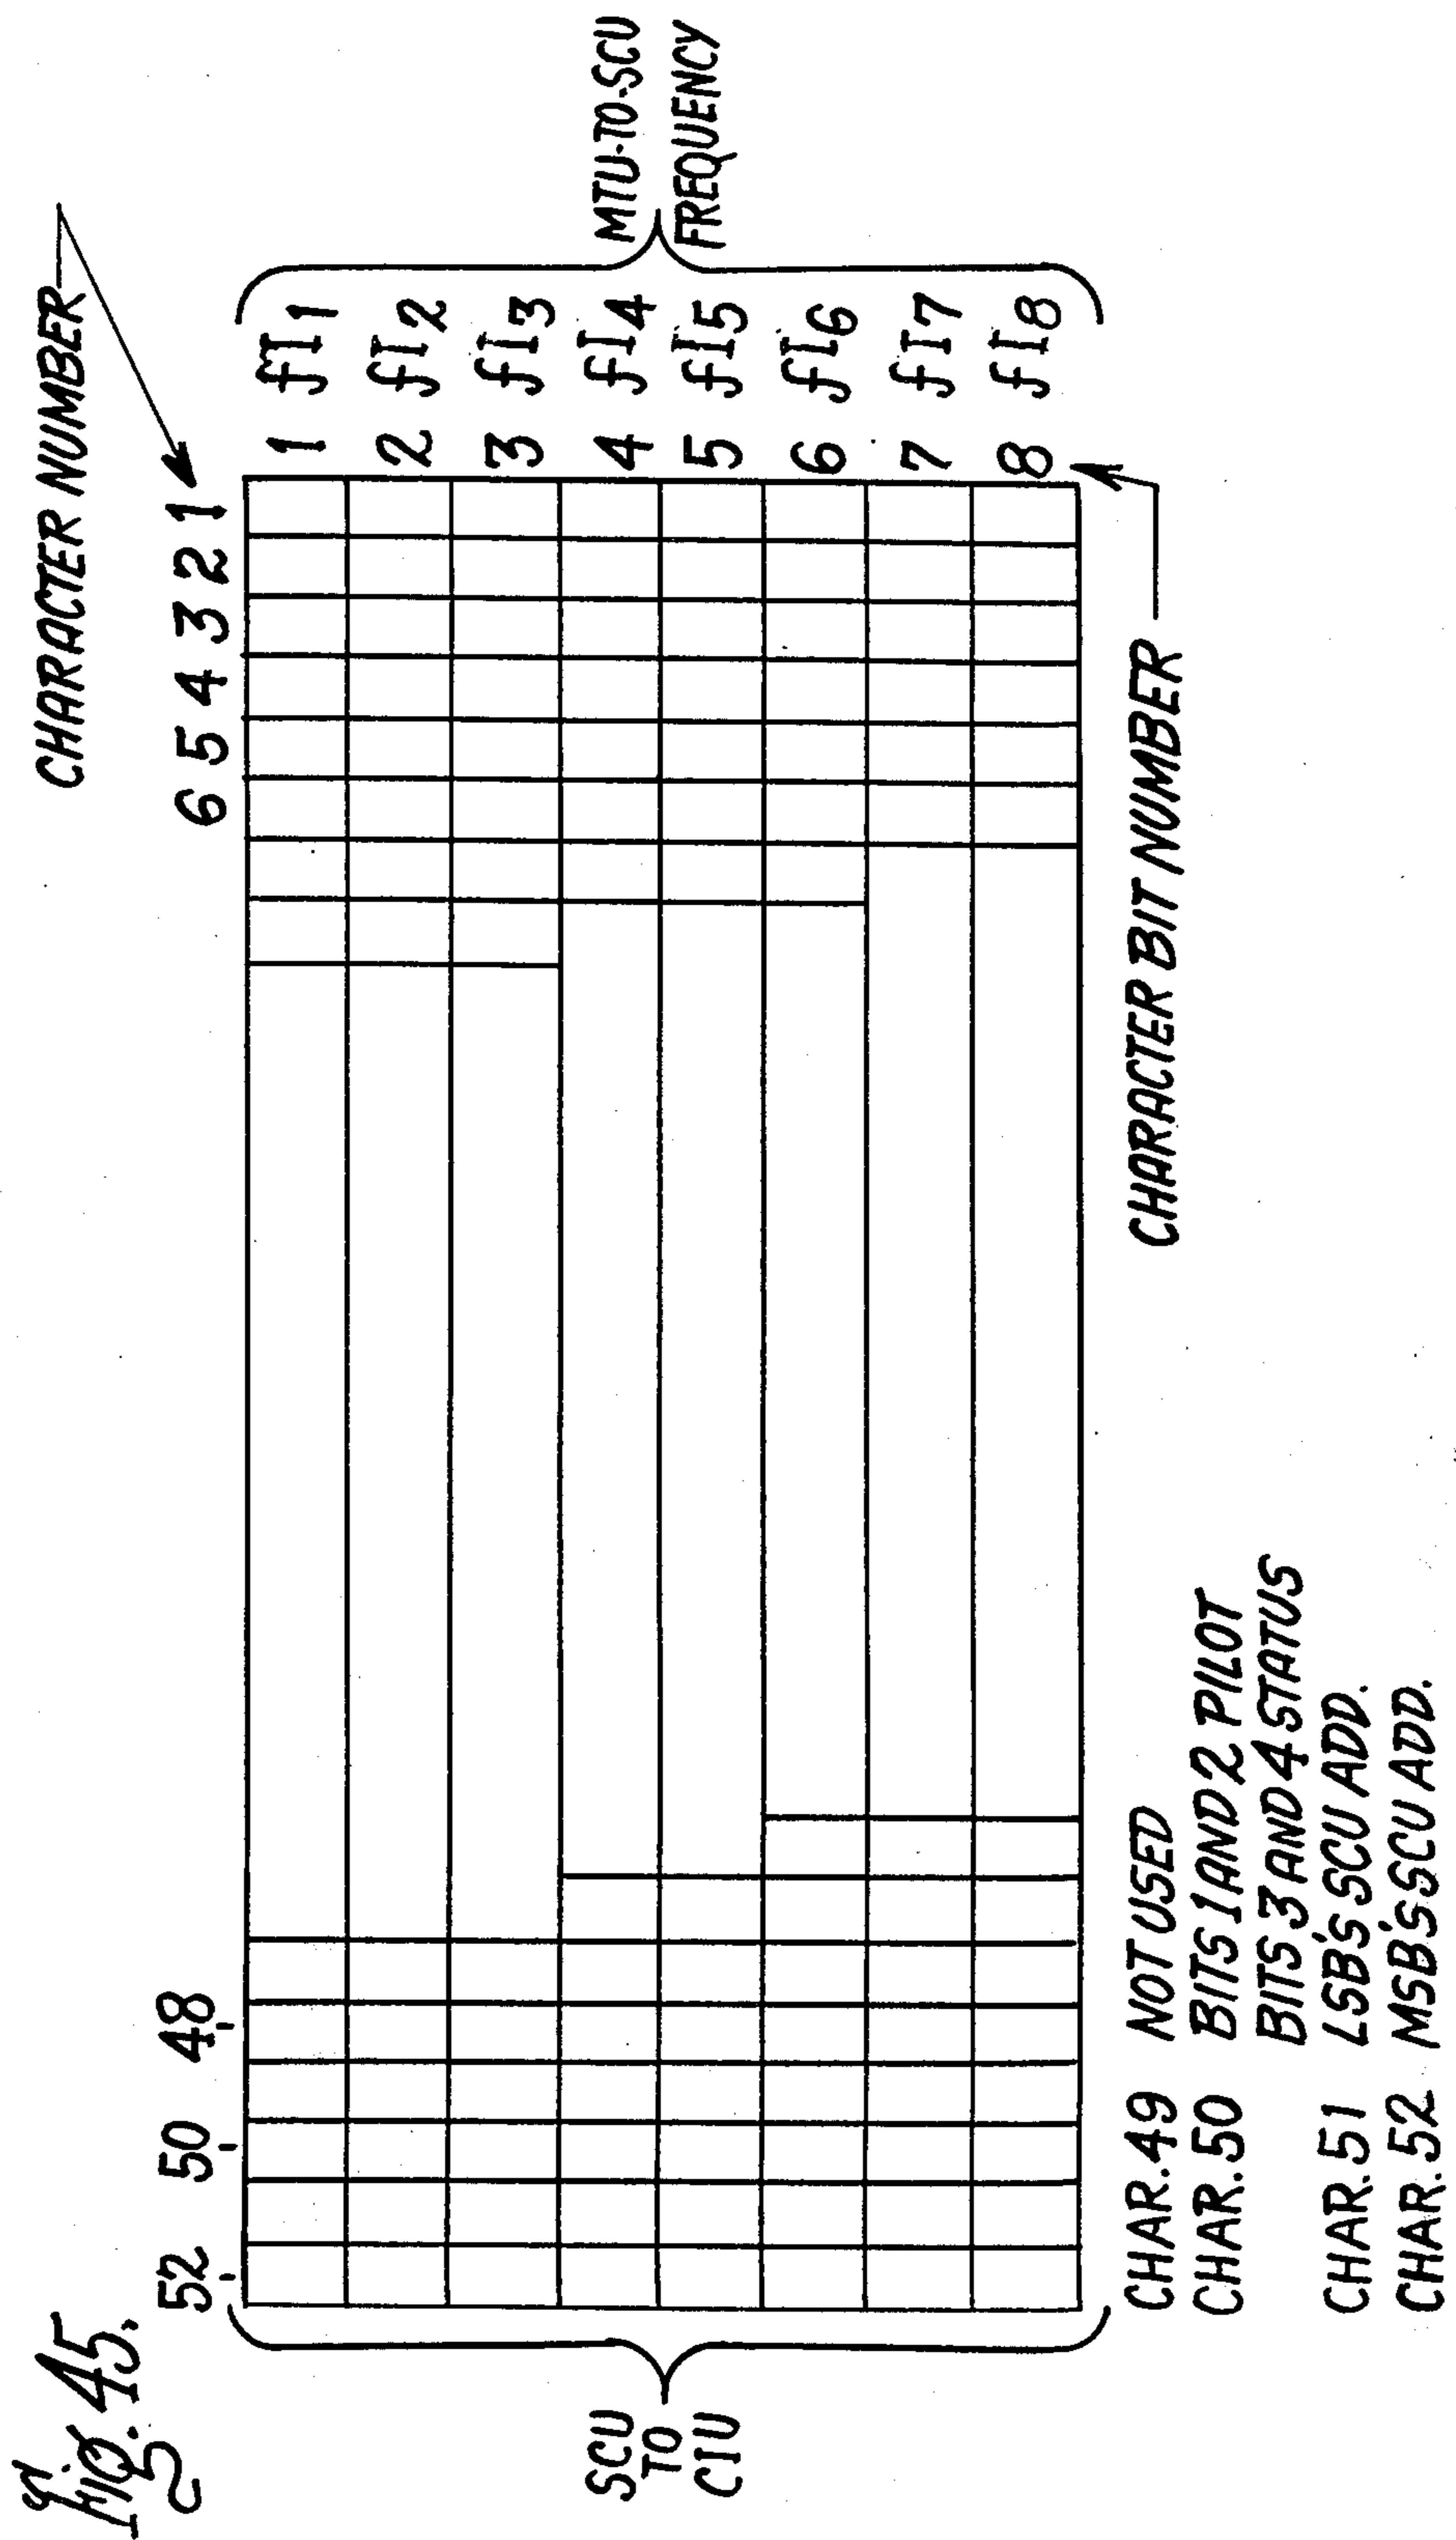 Fig. 45.
CHARACTER NUMBER
52 50 48 6 5 4 3 2 1
1 fI1
2 fI2
3 fI3
4 fI4
5 fI5
6 fI6
7 fI7
8 fI8
SCU
TO
CIU
MTU-TO-SCU
FREQUENCY
CHARACTER BIT NUMBER
CHAR. 49 NOT USED
CHAR. 50 BITS 1 AND 2 PILOT
BITS 3 AND 4 STATUS
CHAR. 51 LSB'S SCU ADD.
CHAR. 52 MSB'S SCU ADD.